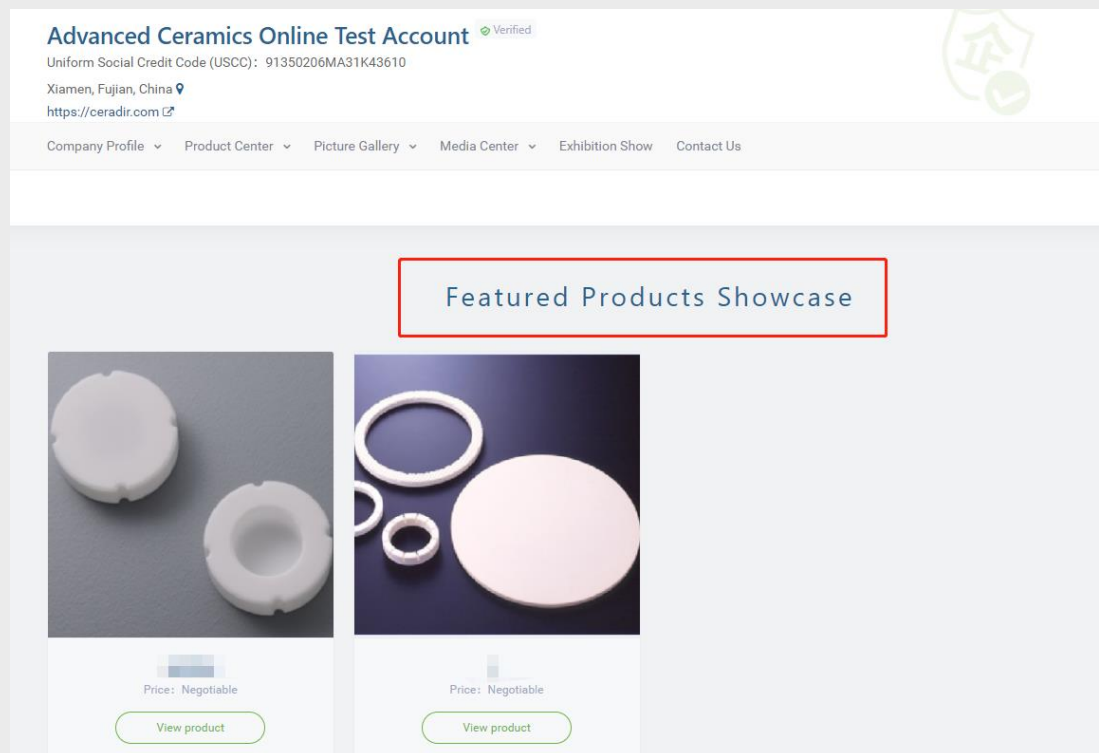 Advanced Ceramics Online Test Account Verified
Uniform Social Credit Code (USCC)：91350206MA31K43610
Xiamen, Fujian, China
https://ceradir.com
企
Company Profile Product Center Picture Gallery Media Center Exhibition Show Contact Us
Featured Products Showcase
Price：Negotiable Price：Negotiable
View product View product